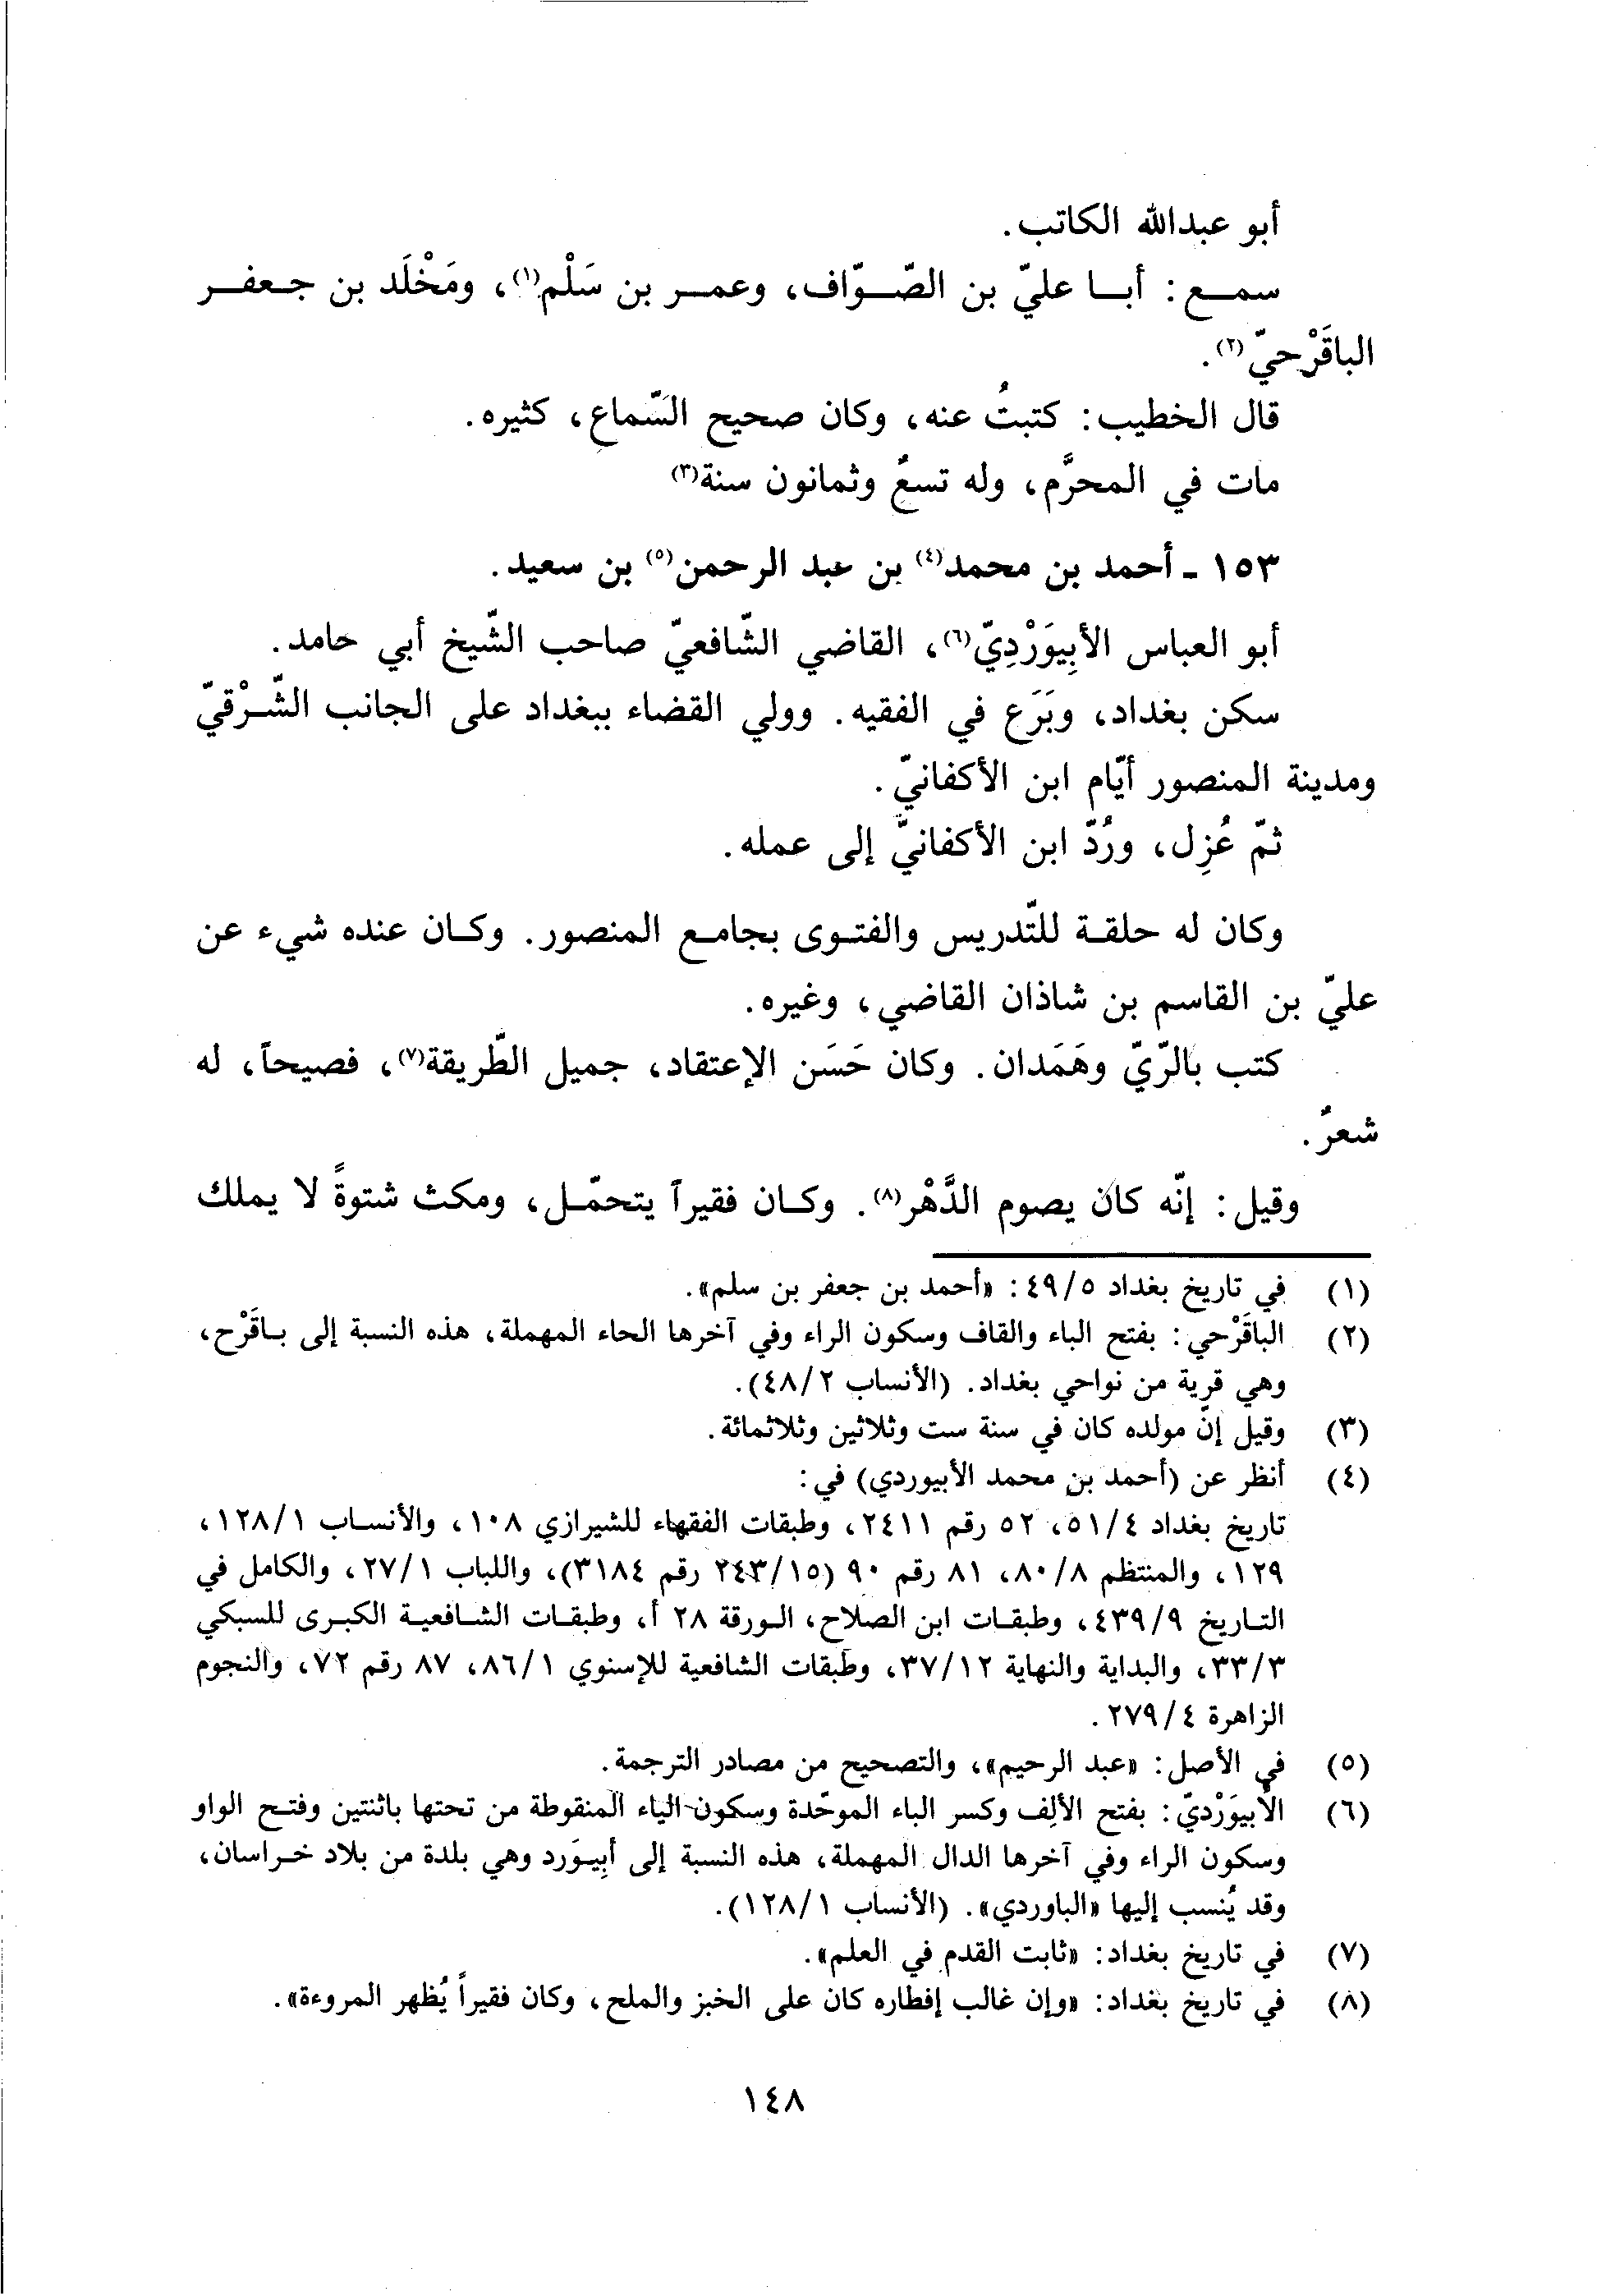 أبو عبدالله الكاتب.
سمع: أبا عليّ بن الصّوّاف، وعمر بن سَلْم(١)، ومَخْلَد بن جعفر
الباقَرْحيّ(٢).
قال الخطيب: كتبتُ عنه، وكان صحيح السَّماعِ، كثيره.
مات في المحرَّم، وله تسعٌ وثمانون سنة(٣)
١٥٣ - أحمد بن محمد(٤) بن عبد الرحمن(٥) بن سعيد.
أبو العباس الأبِيوَرْدِيّ(٦)، القاضي الشّافعيّ صاحب الشّيخ أبي حامد.
سكن بغداد، وبَرَع في الفقيه. وولي القضاء ببغداد على الجانب الشّرْقيّ
ومدينة المنصور أيّام ابن الأكفانيّ.
ثمّ عُزِل، ورُدّ ابن الأكفانيّ إلى عمله.
وكان له حلقة للتّدريس والفتوى بجامع المنصور. وكان عنده شيء عن
عليّ بن القاسم بن شاذان القاضي، وغيره.
كتب بالرّيّ وهَمَدان. وكان حَسَن الإعتقاد، جميل الطّريقة(٧)، فصيحاً، له
شعرٌ.
وقيل: إنّه كان يصوم الدَّهْر(٨). وكان فقيراً يتحمّل، ومكث شتوةً لا يملك
(١) في تاريخ بغداد ٤٩/٥: «أحمد بن جعفر بن سلم».
(٢) الباقَرْحي: بفتح الباء والقاف وسكون الراء وفي آخرها الحاء المهملة، هذه النسبة إلى باقَرْح،
وهي قرية من نواحي بغداد. (الأنساب ٤٨/٢).
(٣) وقيل إنّ مولده كان في سنة ست وثلاثين وثلاثمائة.
(٤) أنظر عن (أحمد بن محمد الأبيوردي) في:
تاريخ بغداد ٥١/٤، ٥٢ رقم ٢٤١١، وطبقات الفقهاء للشيرازي ١٠٨، والأنساب ١٢٨/١،
١٢٩، والمنتظم ٨٠/٨، ٨١ رقم ٩٠ (٢٤٣/١٥ رقم ٣١٨٤)، واللباب ٢٧/١، والكامل في
التاريخ ٤٣٩/٩، وطبقات ابن الصلاح، الورقة ٢٨ أ، وطبقات الشافعية الكبرى للسبكي
٣٣/٣، والبداية والنهاية ٣٧/١٢، وطبقات الشافعية للإسنوي ٨٦/١، ٨٧ رقم ٧٢، والنجوم
الزاهرة ٢٧٩/٤.
(٥) في الأصل: «عبد الرحيم»، والتصحيح من مصادر الترجمة.
(٦) الأبيوَرْديّ: بفتح الألِف وكسر الباء الموحّدة وسكون الياء المنقوطة من تحتها باثنتين وفتح الواو
وسكون الراء وفي آخرها الدال المهملة، هذه النسبة إلى أبِيوَرد وهي بلدة من بلاد خراسان،
وقد يُنسب إليها «الباوردي». (الأنساب ١٢٨/١).
(٧) في تاريخ بغداد: «ثابت القدم في العلم».
(٨) في تاريخ بغداد: «وإن غالب إفطاره كان على الخبز والملح، وكان فقيراً يُظهر المروءة».
١٤٨